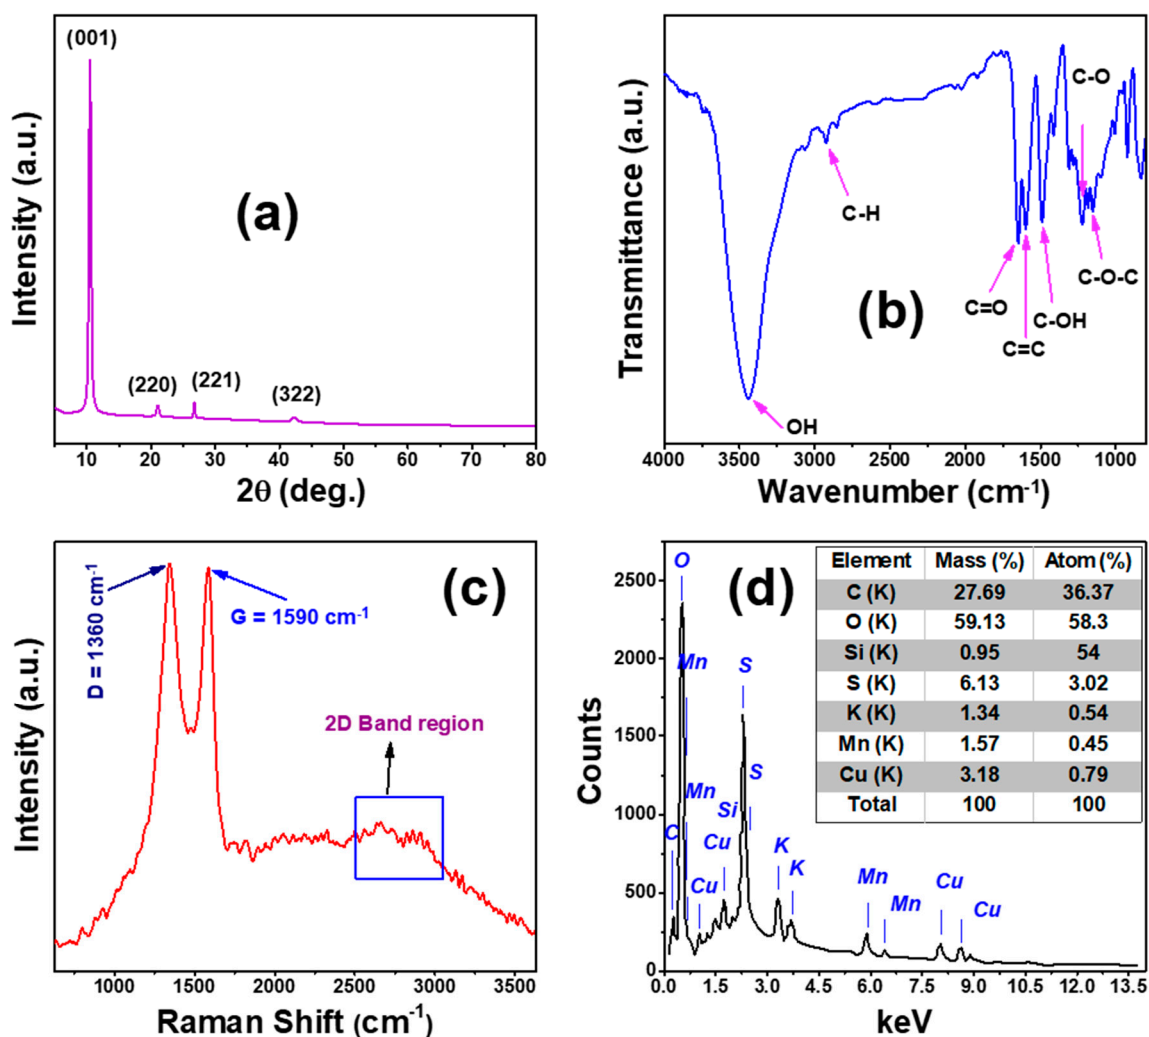 (001)
(220)
(221)
(322)
(a)
Intensity (a.u.)
10 20 30 40 50 60 70 80
2θ (deg.)
C-O
C-H
C=O
C-OH
C-O-C
C=C
OH
(b)
Transmittance (a.u.)
4000 3500 3000 2500 2000 1500 1000
Wavenumber (cm-1)
D = 1360 cm-1
G = 1590 cm-1
(c)
2D Band region
Intensity (a.u.)
1000 1500 2000 2500 3000 3500
Raman Shift (cm-1)
O
(d)
Mn
S
Mn
Si
S
C
Cu
Cu
K
K
Mn
Mn
Cu
Cu
Element Mass (%) Atom (%)
C (K) 27.69 36.37
O (K) 59.13 58.3
Si (K) 0.95 54
S (K) 6.13 3.02
K (K) 1.34 0.54
Mn (K) 1.57 0.45
Cu (K) 3.18 0.79
Total 100 100
2500
2000
1500
1000
500
0
Counts
0.0 1.5 3.0 4.5 6.0 7.5 9.0 10.5 12.0 13.5
keV